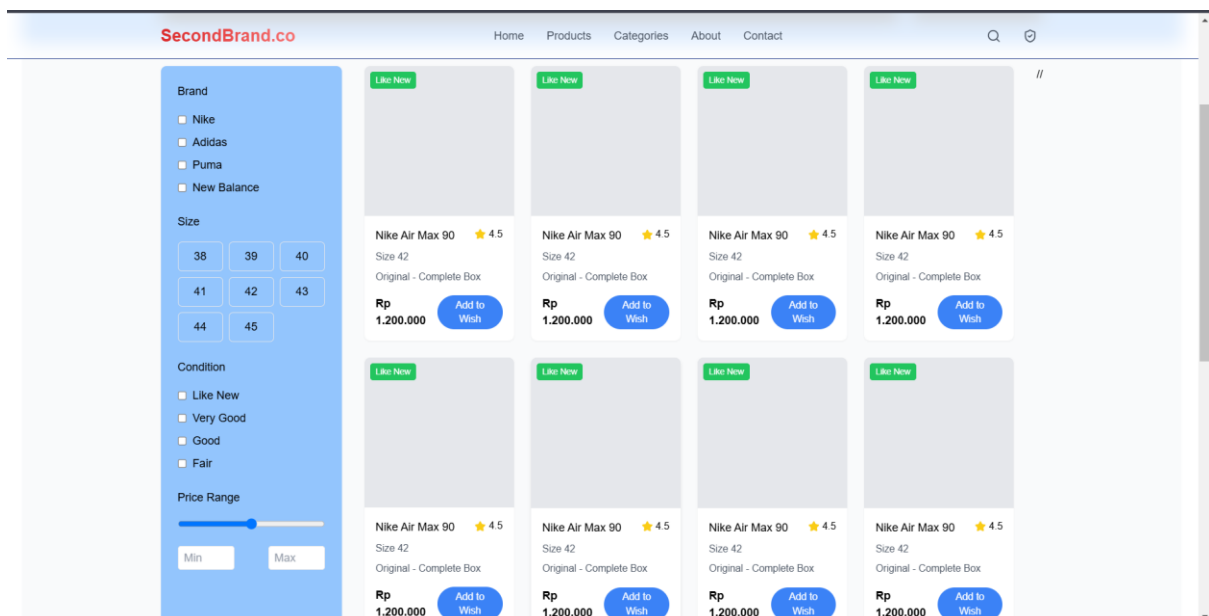 SecondBrand.co
Home Products Categories About Contact
Brand
Nike
Adidas
Puma
New Balance
Size
38 39 40
41 42 43
44 45
Condition
Like New
Very Good
Good
Fair
Price Range
Min Max
Like New Like New Like New Like New
//
Nike Air Max 90 4.5 Nike Air Max 90 4.5 Nike Air Max 90 4.5 Nike Air Max 90 4.5
Size 42 Size 42 Size 42 Size 42
Original - Complete Box Original - Complete Box Original - Complete Box Original - Complete Box
Rp 1.200.000 Add to Wish Rp 1.200.000 Add to Wish Rp 1.200.000 Add to Wish Rp 1.200.000 Add to Wish
Like New Like New Like New Like New
Nike Air Max 90 4.5 Nike Air Max 90 4.5 Nike Air Max 90 4.5 Nike Air Max 90 4.5
Size 42 Size 42 Size 42 Size 42
Original - Complete Box Original - Complete Box Original - Complete Box Original - Complete Box
Rp 1.200.000 Add to Wish Rp 1.200.000 Add to Wish Rp 1.200.000 Add to Wish Rp 1.200.000 Add to Wish